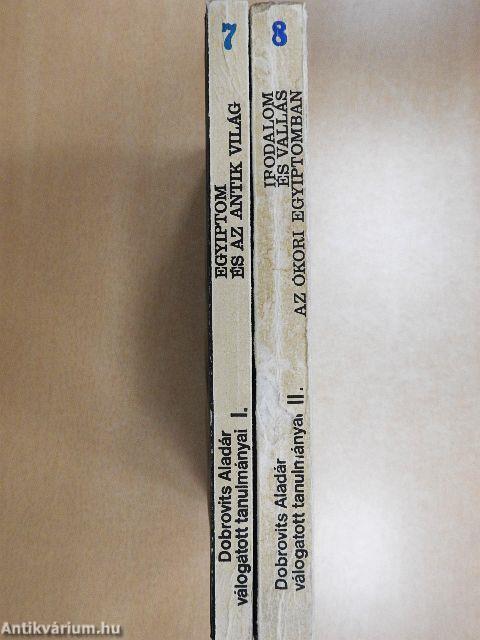 7
EGYIPTOM
ÉS AZ ANTIK VILÁG
Dobrovits Aladár
válogatott tanulmányai I.
8
IRODALOM
ÉS VALLÁS
AZ ÓKORI EGYIPTOMBAN
Dobrovits Aladár
válogatott tanulmányai II.
Antikvárium.hu